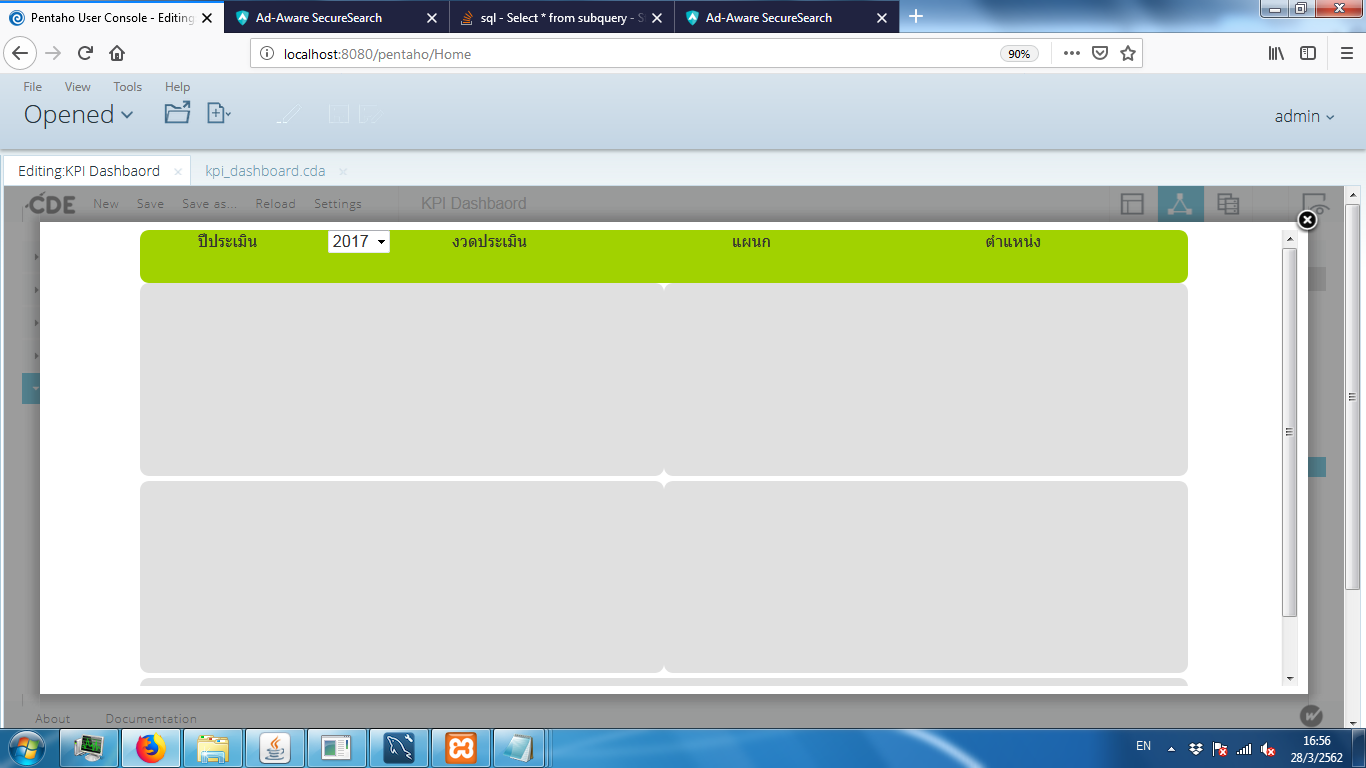 Pentaho User Console - Editing
Ad-Aware SecureSearch
sql - Select * from subquery - S
Ad-Aware SecureSearch
localhost:8080/pentaho/Home
90%
File View Tools Help
Opened
admin
Editing:KPI Dashbaord
kpi_dashboard.cda
CDE New Save Save as... Reload Settings KPI Dashbaord
ปีประเมิน 2017 งวดประเมิน แผนก ตำแหน่ง
About Documentation
EN
16:56
28/3/2562